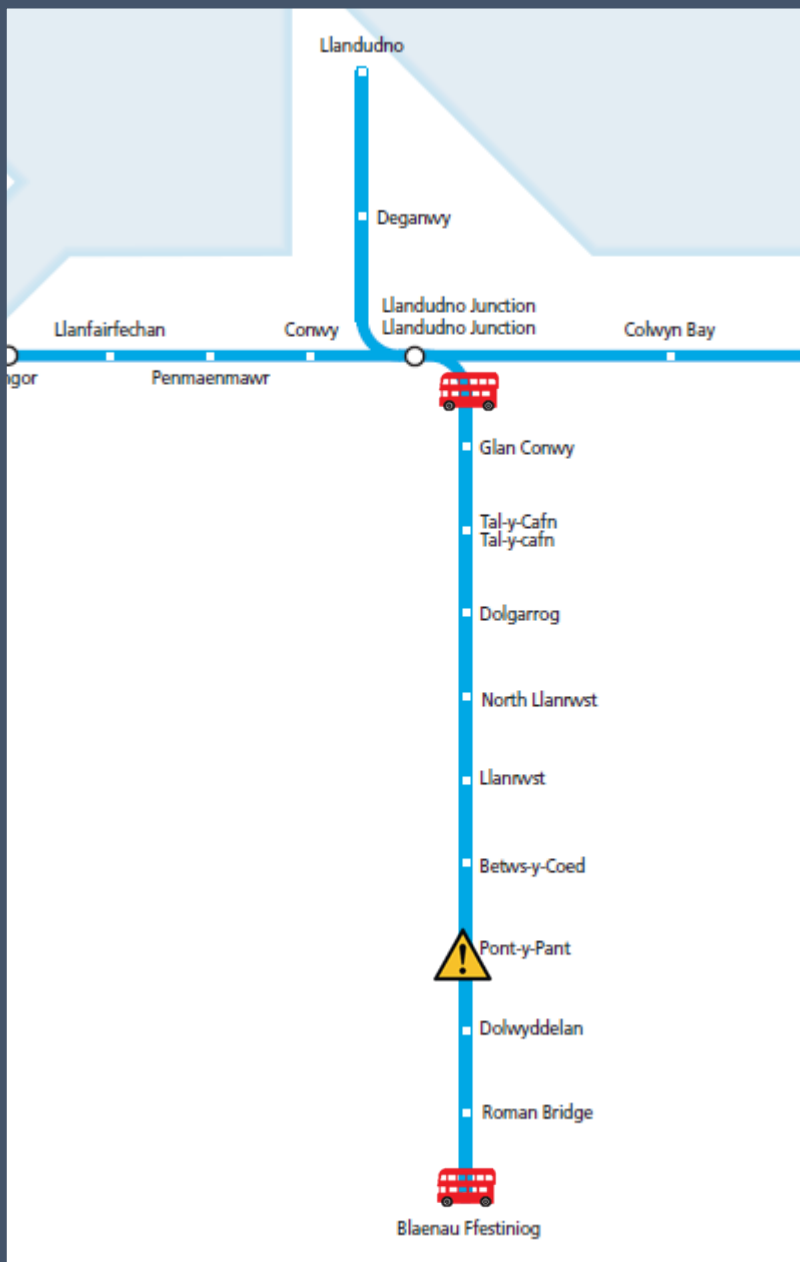 Llandudno
Deganwy
Llandudno Junction
Llandudno Junction
Llanfairfechan
Conwy
Colwyn Bay
ngor
Penmaenmawr
Glan Conwy
Tal-y-Cafn
Tal-y-cafn
Dolgarrog
North Llanrwst
Llanrwst
Betws-y-Coed
!
Pont-y-Pant
Dolwyddelan
Roman Bridge
Blaenau Ffestiniog